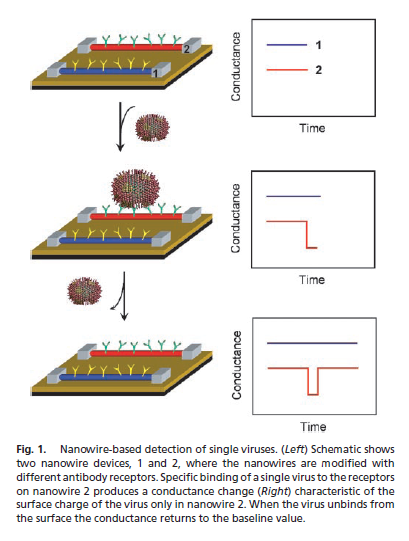 2
1
Conductance
1
2
Time
Conductance
Time
Conductance
Time
Fig. 1. Nanowire-based detection of single viruses. (Left) Schematic shows
two nanowire devices, 1 and 2, where the nanowires are modified with
different antibody receptors. Specific binding of a single virus to the receptors
on nanowire 2 produces a conductance change (Right) characteristic of the
surface charge of the virus only in nanowire 2. When the virus unbinds from
the surface the conductance returns to the baseline value.